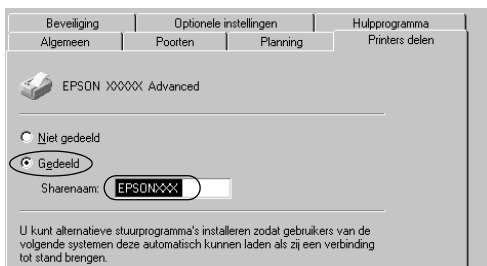 Beveiliging Optionele instellingen Hulpprogramma
Algemeen Poorten Planning Printers delen
EPSON XXXXX Advanced
Niet gedeeld
Gedeeld
Sharenaam: EPSONXXX
U kunt alternatieve stuurprogramma's installeren zodat gebruikers van de
volgende systemen deze automatisch kunnen laden als zij een verbinding
tot stand brengen.